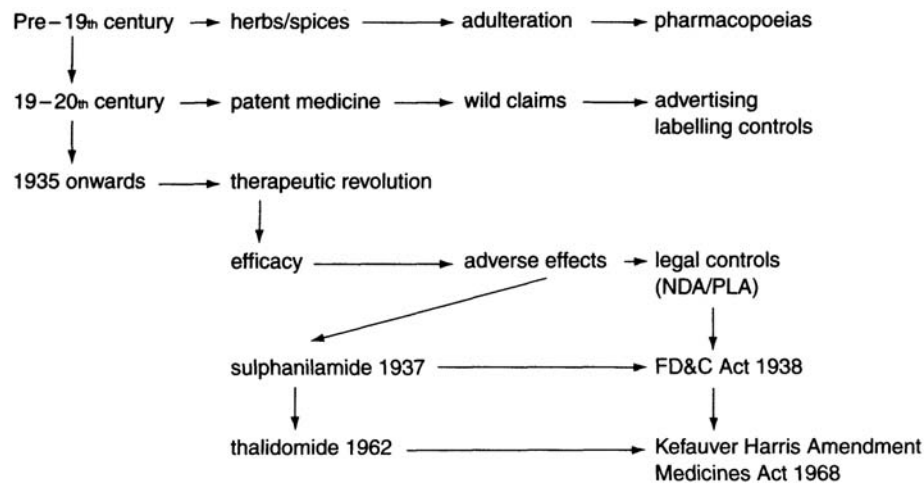 Pre-19th century herbs/spices adulteration pharmacopoeias
19-20th century patent medicine wild claims advertising
labelling controls
1935 onwards therapeutic revolution
efficacy adverse effects legal controls
(NDA/PLA)
sulphanilamide 1937 FD&C Act 1938
thalidomide 1962 Kefauver Harris Amendment
Medicines Act 1968